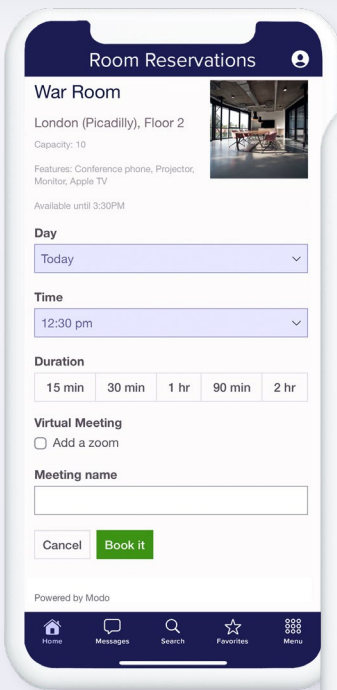 Room Reservations
War Room
London (Picadilly), Floor 2
Capacity: 10
Features: Conference phone, Projector,
Monitor, Apple TV
Available until 3:30PM
Day
Today
Time
12:30 pm
Duration
15 min 30 min 1 hr 90 min 2 hr
Virtual Meeting
Add a zoom
Meeting name
Cancel Book it
Powered by Modo
Home Messages Search Favorites Menu